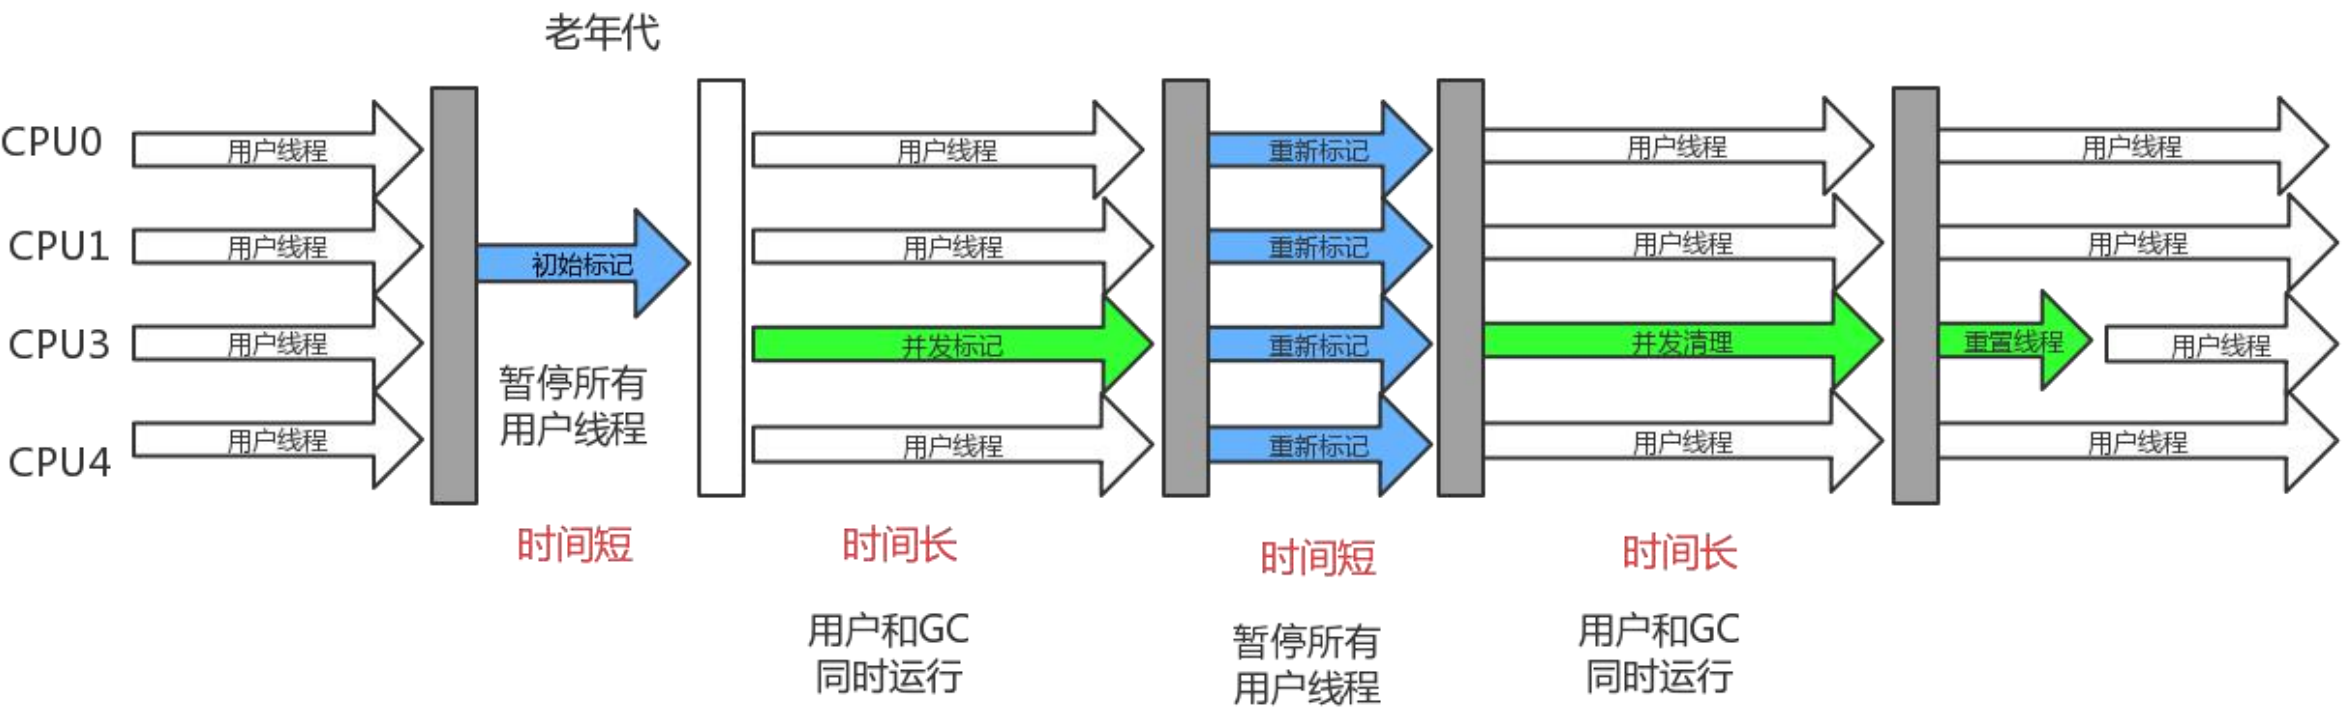 老年代
CPU0 用户线程 用户线程 重新标记 用户线程 用户线程
CPU1 用户线程 用户线程 重新标记 用户线程 用户线程
初始标记
CPU3 用户线程 并发标记 重新标记 并发清理 重置线程 用户线程
暂停所有
用户线程
CPU4 用户线程 用户线程 重新标记 用户线程 用户线程
时间短 时间长 时间短 时间长
用户和GC
同时运行
暂停所有
用户线程
用户和GC
同时运行